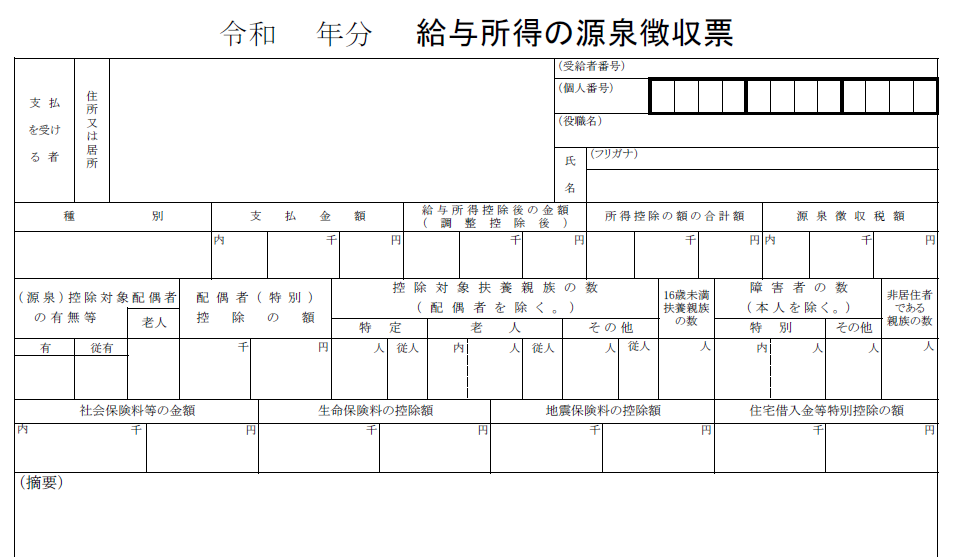 令和 年分 給与所得の源泉徴収票
支払
を受け
る者
住所又は居所
(受給者番号)
(個人番号)
(役職名)
氏名
(フリガナ)
種別
支払金額
給与所得控除後の金額
(調整控除後)
所得控除の額の合計額
源泉徴収税額
内 千 円
千 円
千 円
内 千 円
(源泉)控除対象配偶者
の有無等
老人
配偶者(特別)
控除の額
控除対象扶養親族の数
(配偶者を除く。)
特定
老人
その他
16歳未満
扶養親族
の数
障害者の数
(本人を除く。)
特別
その他
非居住者
である
親族の数
有 従有
千 円
人 従人
内 人 従人
人 従人
人
内 人
人
人
社会保険料等の金額
生命保険料の控除額
地震保険料の控除額
住宅借入金等特別控除の額
内 千 円
千 円
千 円
千 円
(摘要)